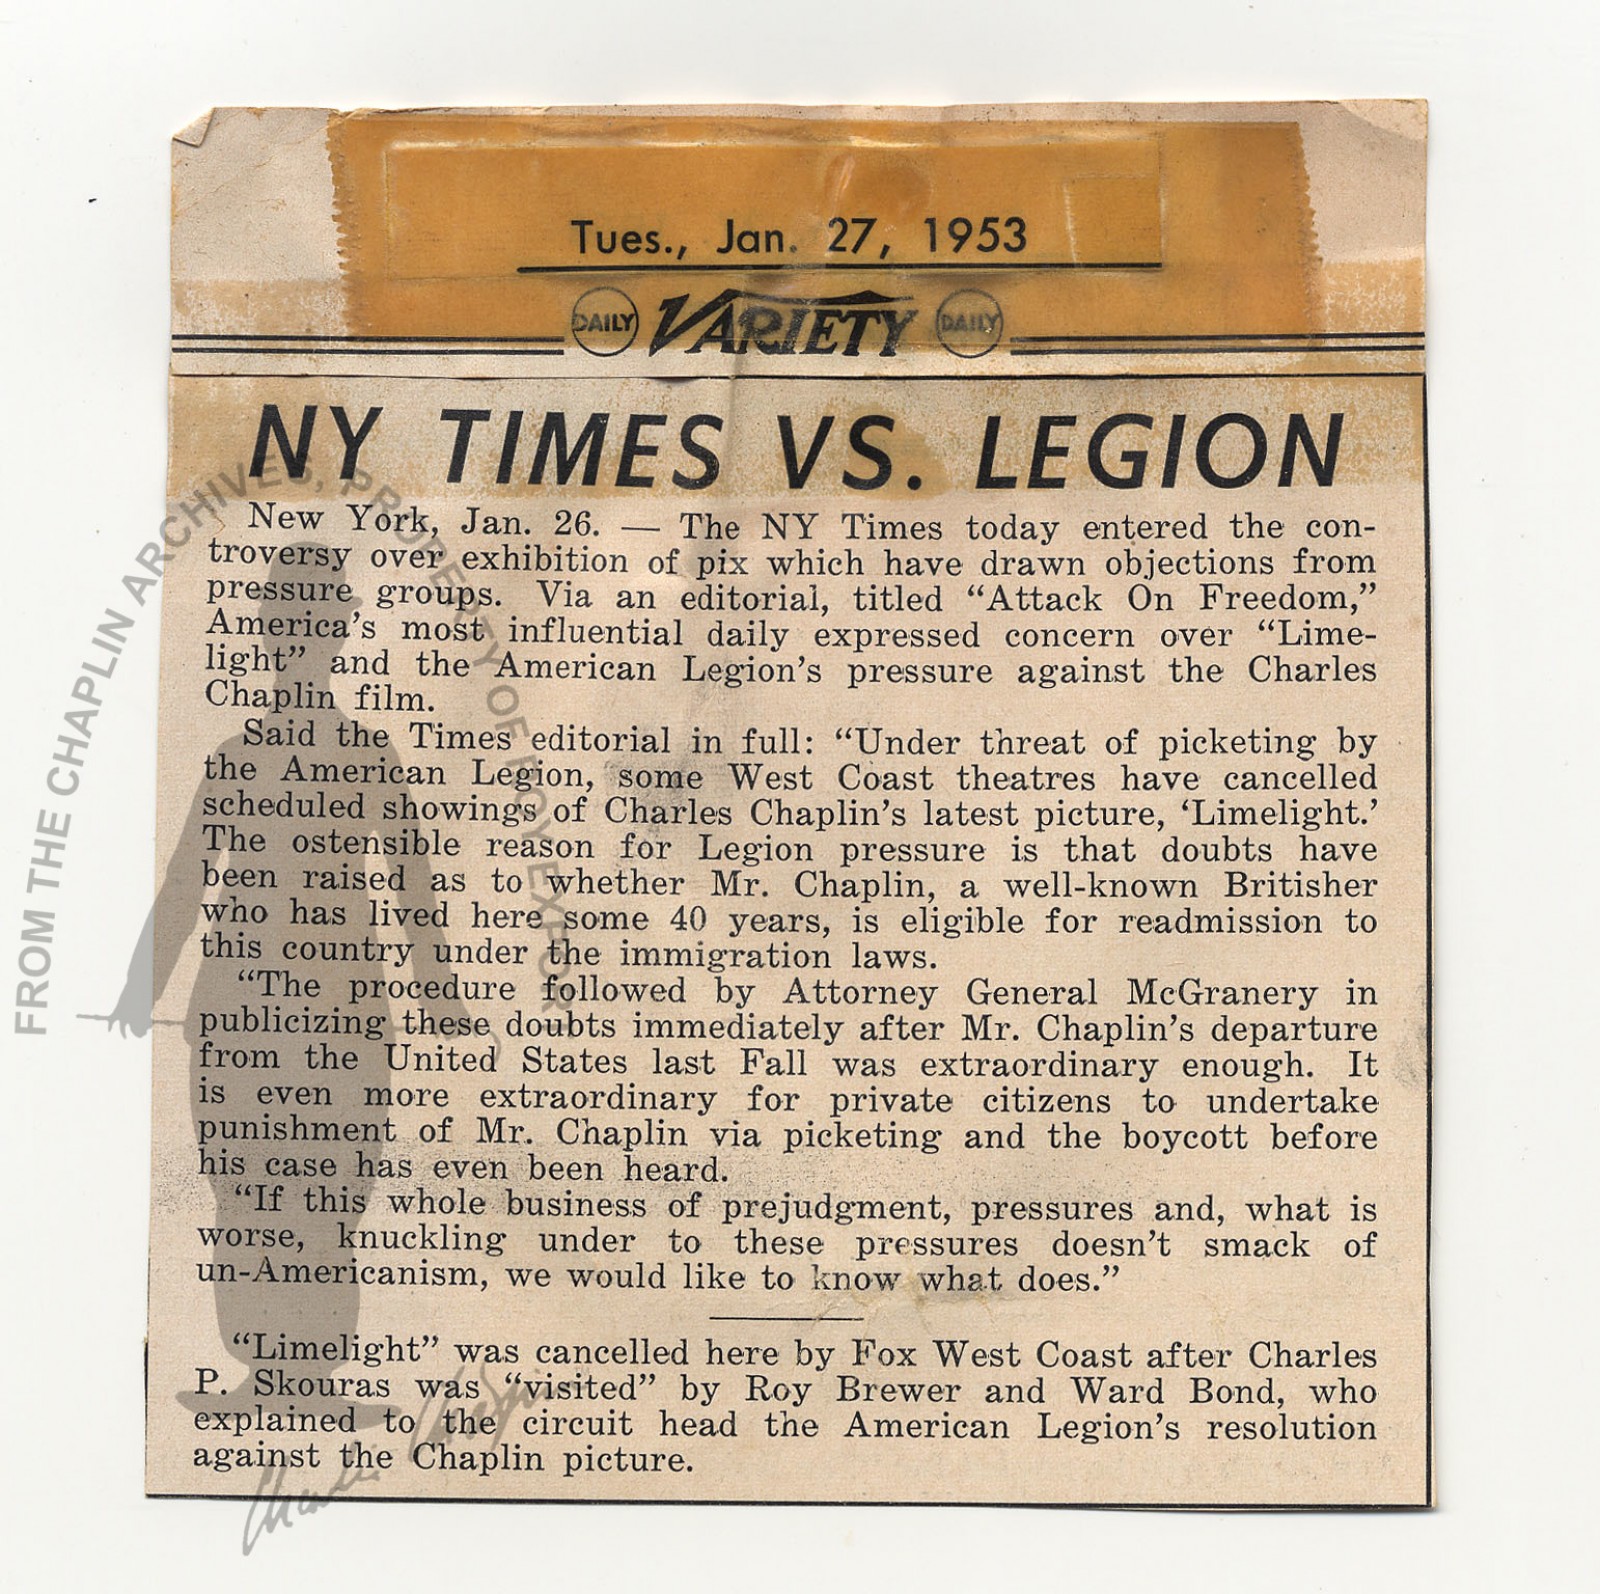 Tues., Jan. 27, 1953
DAILY VARIETY DAILY
NY TIMES VS. LEGION
New York, Jan. 26. — The NY Times today entered the con-
troversy over exhibition of pix which have drawn objections from
pressure groups. Via an editorial, titled “Attack On Freedom,”
America’s most influential daily expressed concern over “Lime-
light” and the American Legion’s pressure against the Charles
Chaplin film.
Said the Times editorial in full: “Under threat of picketing by
the American Legion, some West Coast theatres have cancelled
scheduled showings of Charles Chaplin’s latest picture, ‘Limelight.’
The ostensible reason for Legion pressure is that doubts have
been raised as to whether Mr. Chaplin, a well-known Britisher
who has lived here some 40 years, is eligible for readmission to
this country under the immigration laws.
“The procedure followed by Attorney General McGranery in
publicizing these doubts immediately after Mr. Chaplin’s departure
from the United States last Fall was extraordinary enough. It
is even more extraordinary for private citizens to undertake
punishment of Mr. Chaplin via picketing and the boycott before
his case has even been heard.
“If this whole business of prejudgment, pressures and, what is
worse, knuckling under to these pressures doesn’t smack of
un-Americanism, we would like to know what does.”
“Limelight” was cancelled here by Fox West Coast after Charles
P. Skouras was “visited” by Roy Brewer and Ward Bond, who
explained to the circuit head the American Legion’s resolution
against the Chaplin picture.
FROM THE CHAPLIN ARCHIVES, PROPERTY OF ROY EXPORT
Charlie Chaplin